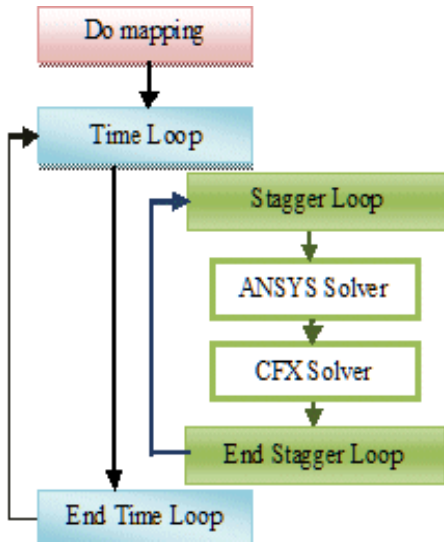 Do mapping
Time Loop
Stagger Loop
ANSYS Solver
CFX Solver
End Stagger Loop
End Time Loop